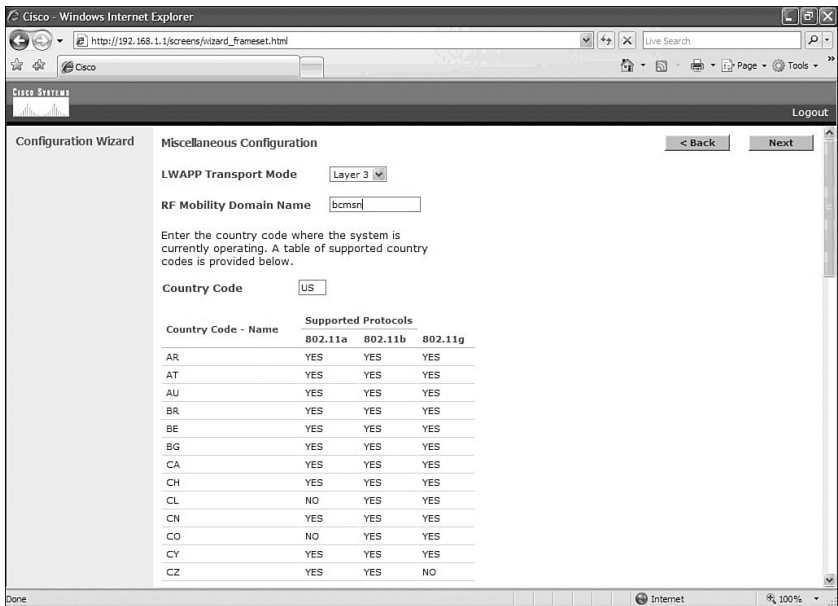 Cisco - Windows Internet Explorer
http://192.168.1.1/screens/wizard_frameset.html
Live Search
Cisco
Page
Tools
CISCO SYSTEMS
Logout
Configuration Wizard
Miscellaneous Configuration
< Back
Next
LWAPP Transport Mode
Layer 3
RF Mobility Domain Name
bcmsn
Enter the country code where the system is
currently operating. A table of supported country
codes is provided below.
Country Code
US
Country Code - Name
Supported Protocols
802.11a 802.11b 802.11g
AR YES YES YES
AT YES YES YES
AU YES YES YES
BR YES YES YES
BE YES YES YES
BG YES YES YES
CA YES YES YES
CH YES YES YES
CL NO YES YES
CN YES YES YES
CO NO YES YES
CY YES YES YES
CZ YES YES NO
Done
Internet
100%